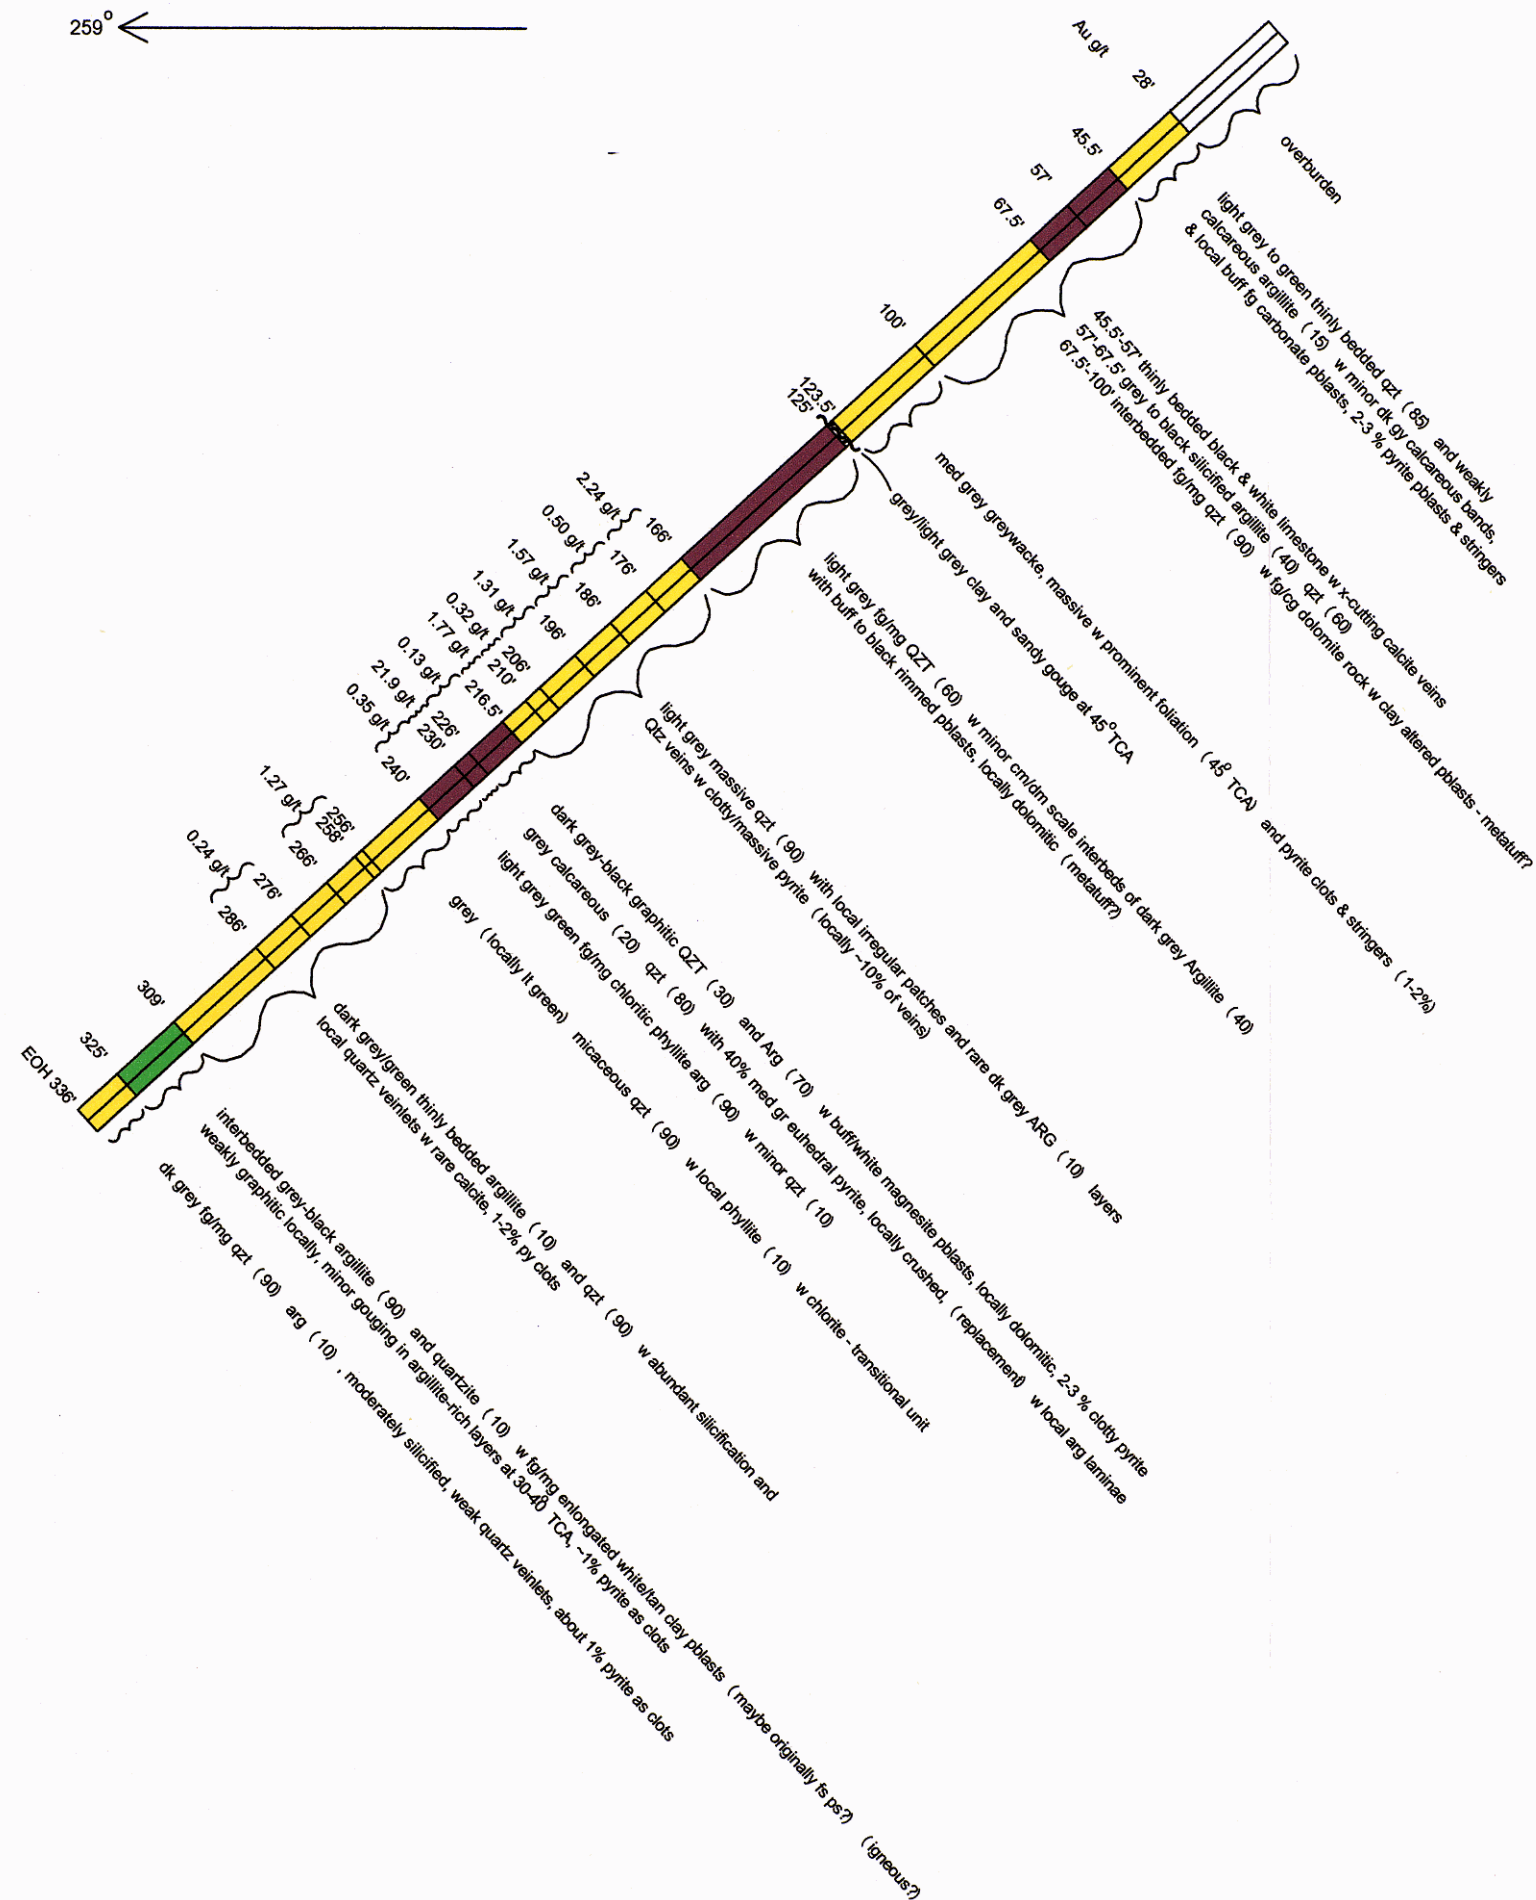 259°
Au g/t
28'
45.5'
57'
67.5'
100'
123.5'
125'
166'
176'
186'
196'
206'
210'
216.5'
226'
230'
240'
256'
258'
266'
276'
286'
309'
325'
EOH 336'
2.24 g/t
0.50 g/t
1.57 g/t
1.31 g/t
0.32 g/t
1.77 g/t
0.13 g/t
21.9 g/t
0.35 g/t
1.27 g/t
0.24 g/t
overburden
light grey to green thinly bedded qzt (85) and weakly
calcareous argillite (15) w minor dk gy calcareous bands,
& local buff fg carbonate pblasts, 2-3 % pyrite pblasts & stringers
45.5'-57' thinly bedded black & white limestone w x-cutting calcite veins
57'-67.5' grey to black silicified argillite (40) qzt (60)
67.5'-100' interbedded fg/mg qzt (90) w fg/cg dolomite rock w clay altered pblasts - metatuff?
med grey greywacke, massive w prominent foliation (45° TCA) and pyrite clots & stringers (1-2%)
grey/light grey clay and sandy gouge at 45° TCA
light grey fg/mg QZT (60) w minor cm/dm scale interbeds of dark grey Argillite (40)
with buff to black rimmed pblasts, locally dolomitic (metatuff?)
light grey massive qzt (90) with local irregular patches and rare dk grey ARG (10) layers
Qtz veins w clotty/massive pyrite (locally ~10% of veins)
dark grey-black graphitic QZT (30) and Arg (70) w buff/white magnesite pblasts, locally dolomitic, 2-3 % clotty pyrite
grey calcareous (20) qzt (80) with 40% med gr euhedral pyrite, locally crushed, (replacement) w local arg laminae
light grey green fg/mg chloritic phyllite arg (90) w minor qzt (10)
grey (locally lt green) micaceous qzt (90) w local phyllite (10) w chlorite - transitional unit
dark grey/green thinly bedded argillite (10) and qzt (90) w abundant silicification and
local quartz veinlets w rare calcite, 1-2% py clots
interbedded grey-black argillite (90) and quartzite (10) w fg/mg enlongated white/tan clay pblasts (maybe originally fs ps?) (igneous?)
weakly graphitic locally, minor gouging in argillite-rich layers at 30-40° TCA, ~1% pyrite as clots
dk grey fg/mg qzt (90) arg (10), moderately silicified, weak quartz veinlets, about 1% pyrite as clots